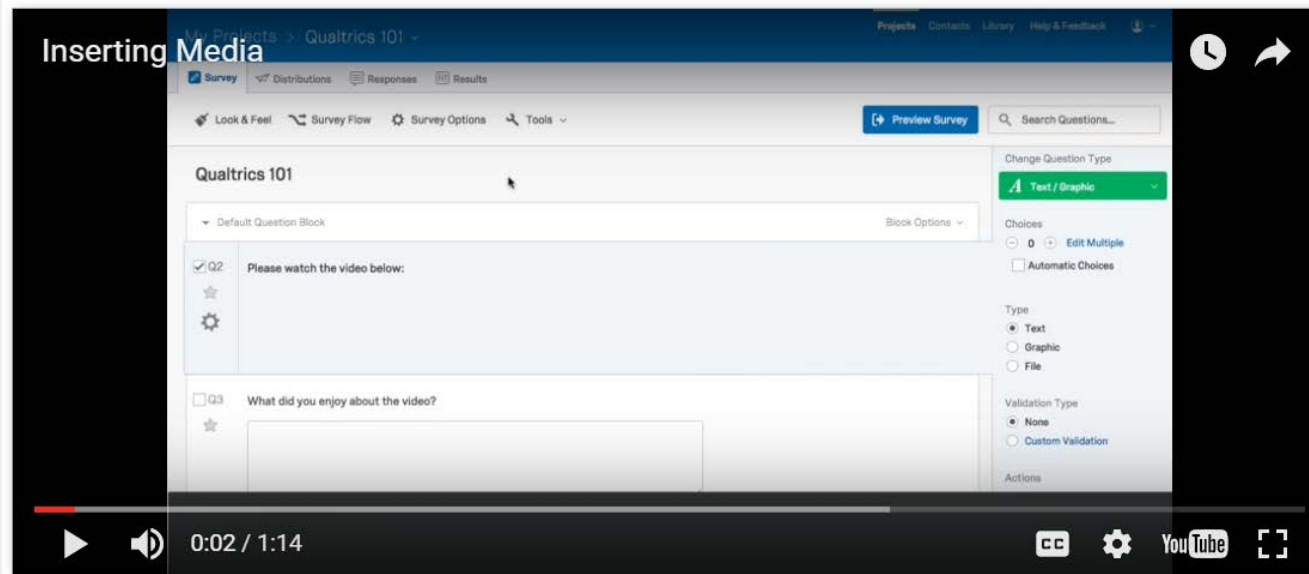 My Projects > Qualtrics 101
Inserting Media
Projects Contacts Library Help & Feedback
Survey Distributions Responses Results
Look & Feel Survey Flow Survey Options Tools
Preview Survey
Search Questions...
Qualtrics 101
Default Question Block
Block Options
Q2 Please watch the video below:
Q3 What did you enjoy about the video?
Change Question Type
A Text / Graphic
Choices
0 Edit Multiple
Automatic Choices
Type
Text
Graphic
File
Validation Type
None
Custom Validation
Actions
0:02 / 1:14
CC
YouTube